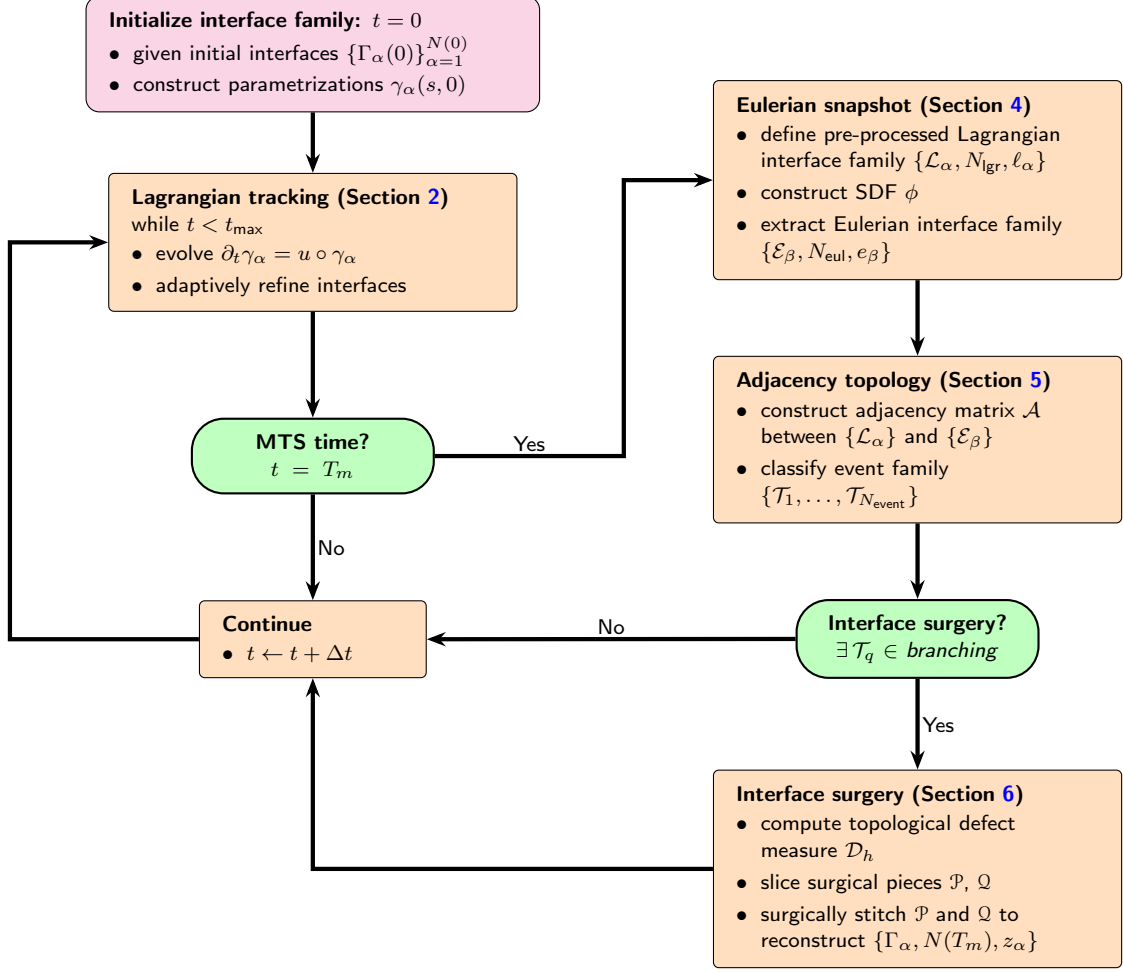 Initialize interface family: t = 0
• given initial interfaces {Γ_α(0)}_{α=1}^{N(0)}
• construct parametrizations γ_α(s, 0)
Lagrangian tracking (Section 2)
while t < t_max
• evolve ∂_tγ_α = u ∘ γ_α
• adaptively refine interfaces
MTS time?
t = T_m
Yes
No
Continue
• t ← t + Δt
Eulerian snapshot (Section 4)
• define pre-processed Lagrangian
interface family {ℒ_α, N_lgr, ℓ_α}
• construct SDF ϕ
• extract Eulerian interface family
{ℰ_β, N_eul, e_β}
Adjacency topology (Section 5)
• construct adjacency matrix 𝒜
between {ℒ_α} and {ℰ_β}
• classify event family
{𝒯_1, . . . , 𝒯_{N_event}}
Interface surgery?
∃ 𝒯_q ∈ branching
No
Yes
Interface surgery (Section 6)
• compute topological defect
measure 𝒟_h
• slice surgical pieces 𝒫, 𝒬
• surgically stitch 𝒫 and 𝒬 to
reconstruct {Γ_α, N(T_m), z_α}